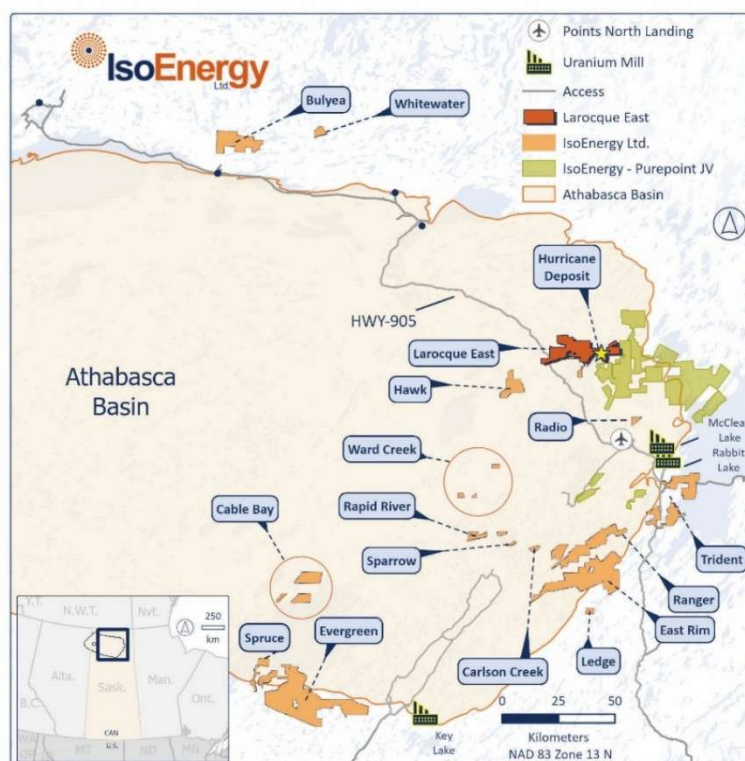 IsoEnergy
Ltd.
Points North Landing
Uranium Mill
Access
Larocque East
IsoEnergy Ltd.
IsoEnergy - Purepoint JV
Athabasca Basin
Bulyea
Whitewater
Hurricane
Deposit
HWY-905
Larocque East
Athabasca
Basin
Hawk
Radio
McClea
Lake
Rabbit
Lake
Ward Creek
Rapid River
Cable Bay
Sparrow
Trident
Ranger
East Rim
Spruce
Evergreen
Carlson Creek
Ledge
Key
Lake
0 25 50
Kilometers
NAD 83 Zone 13 N
Y.T.
N.W.T.
Nvt.
250
km
B.C.
Alta.
Sask.
Man.
Ont.
CAN
U.S.
WA
OR
ID
MT
ND
MN